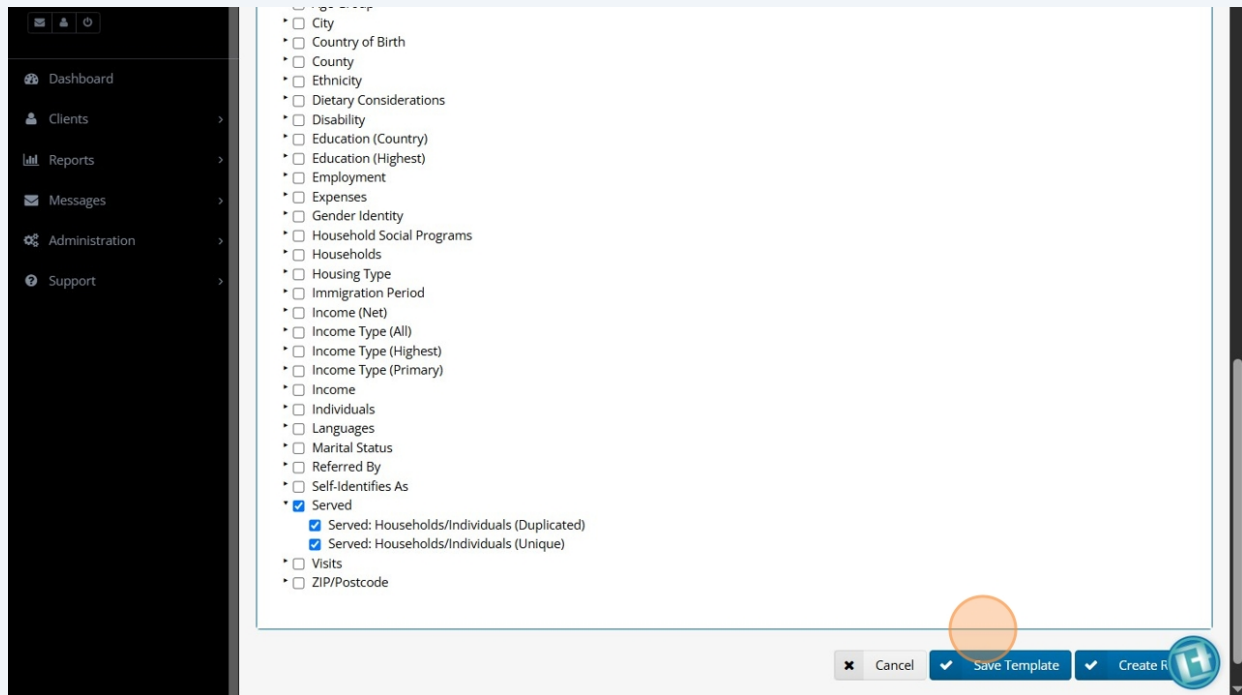 Dashboard
Clients
Reports
Messages
Administration
Support
Age Group
City
Country of Birth
County
Ethnicity
Dietary Considerations
Disability
Education (Country)
Education (Highest)
Employment
Expenses
Gender Identity
Household Social Programs
Households
Housing Type
Immigration Period
Income (Net)
Income Type (All)
Income Type (Highest)
Income Type (Primary)
Income
Individuals
Languages
Marital Status
Referred By
Self-Identifies As
Served
Served: Households/Individuals (Duplicated)
Served: Households/Individuals (Unique)
Visits
ZIP/Postcode
Cancel
Save Template
Create R